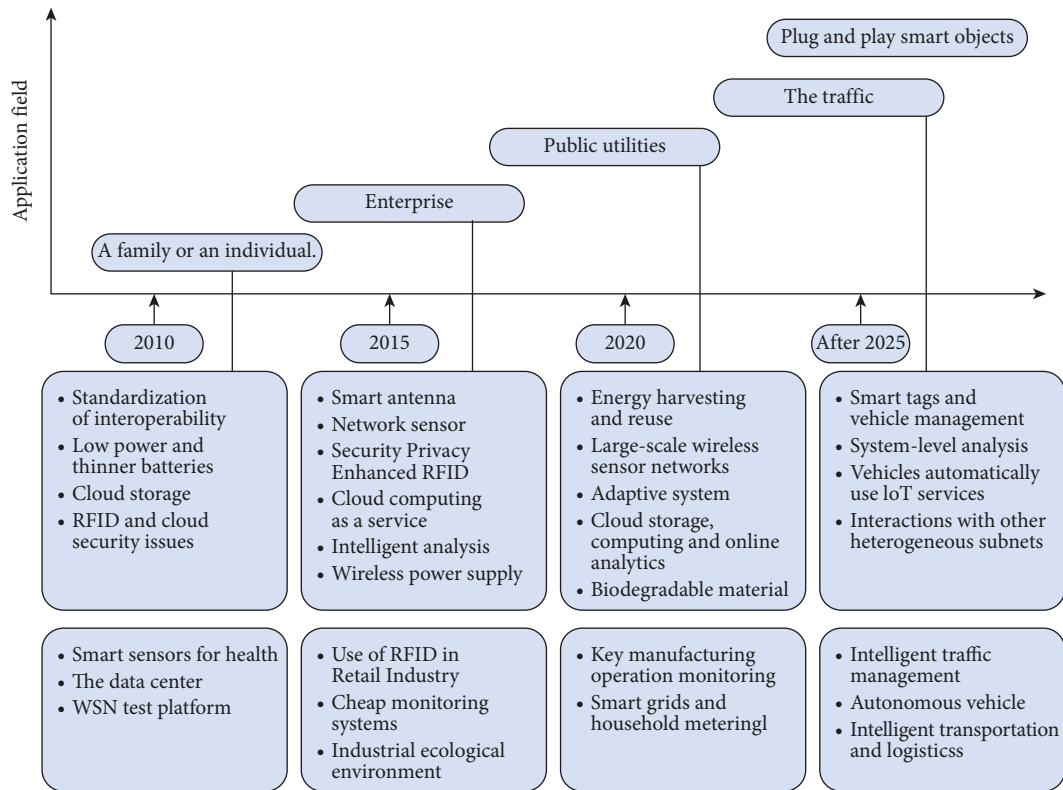 Application field
Plug and play smart objects
The traffic
Public utilities
Enterprise
A family or an individual.
2010
2015
2020
After 2025
• Standardization
of interoperability
• Low power and
thinner batteries
• Cloud storage
• RFID and cloud
security issues
• Smart antenna
• Network sensor
• Security Privacy
Enhanced RFID
• Cloud computing
as a service
• Intelligent analysis
• Wireless power supply
• Energy harvesting
and reuse
• Large-scale wireless
sensor networks
• Adaptive system
• Cloud storage,
computing and online
analytics
• Biodegradable material
• Smart tags and
vehicle management
• System-level analysis
• Vehicles automatically
use loT services
• Interactions with other
heterogeneous subnets
• Smart sensors for health
• The data center
• WSN test platform
• Use of RFID in
Retail Industry
• Cheap monitoring
systems
• Industrial ecological
environment
• Key manufacturing
operation monitoring
• Smart grids and
household meteringl
• Intelligent traffic
management
• Autonomous vehicle
• Intelligent transportation
and logisticss